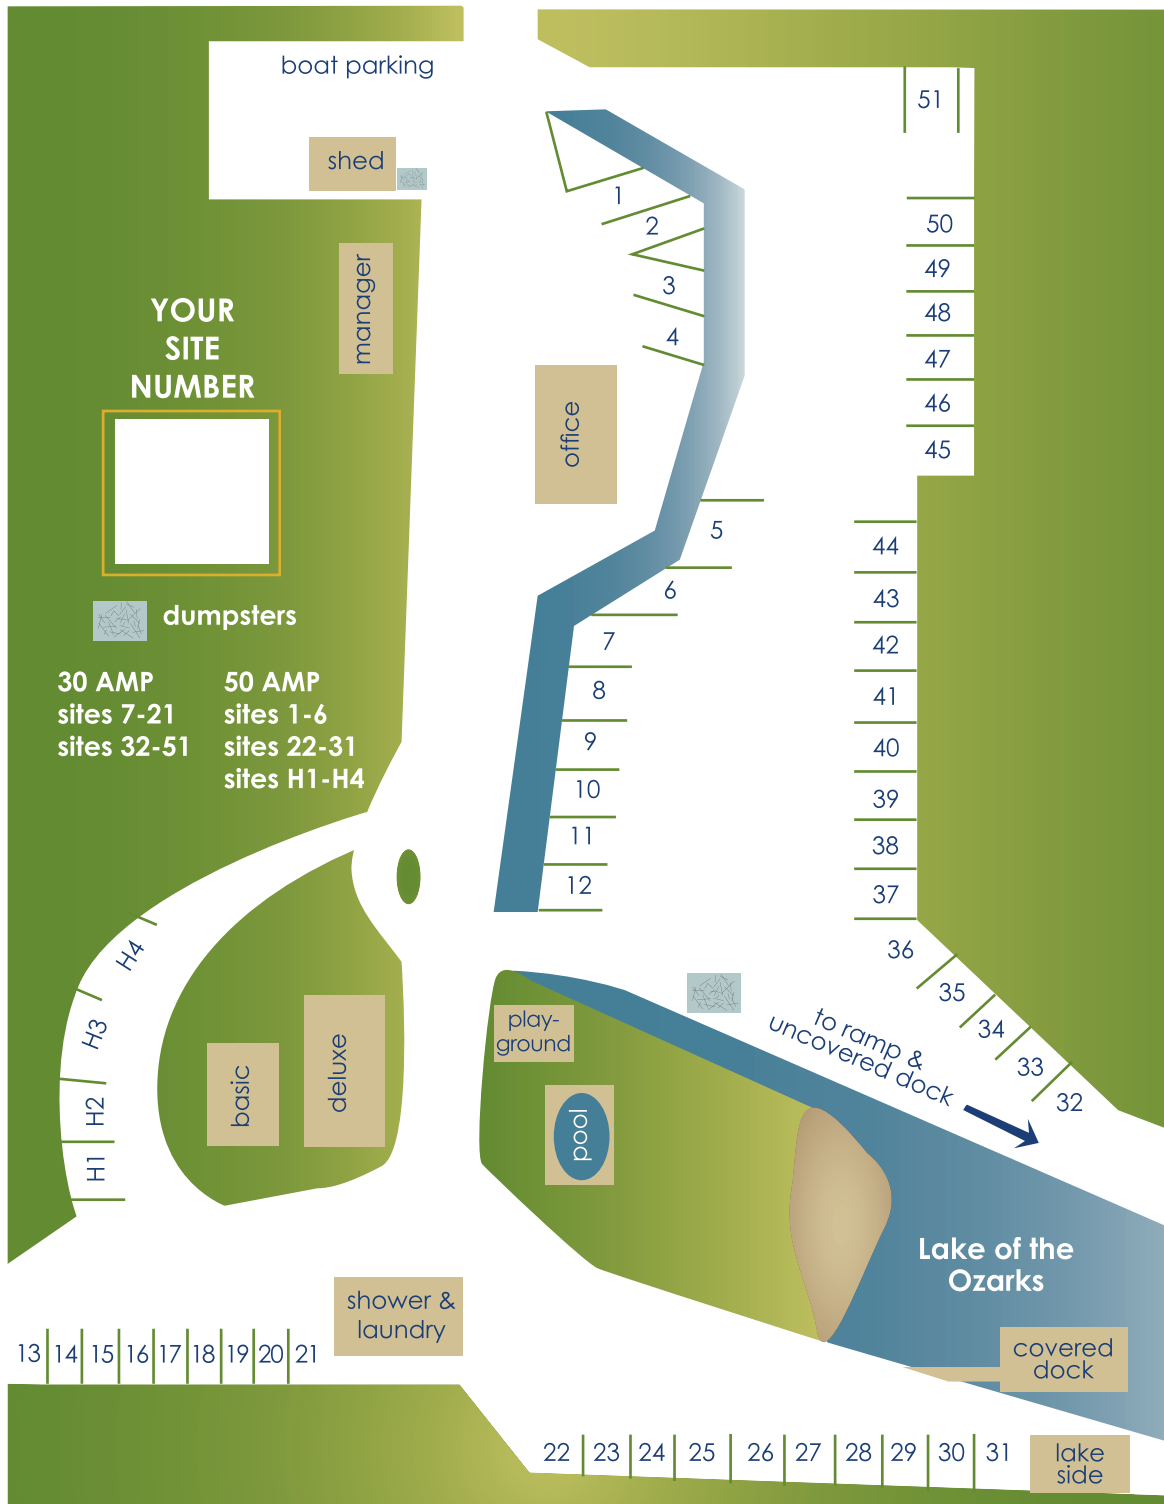 boat parking
shed
manager
YOUR
SITE
NUMBER
dumpsters
30 AMP
sites 7-21
sites 32-51
50 AMP
sites 1-6
sites 22-31
sites H1-H4
1
2
3
4
office
5
6
7
8
9
10
11
12
51
50
49
48
47
46
45
44
43
42
41
40
39
38
37
36
35
34
33
32
H4
H3
H2
H1
basic
deluxe
play-
ground
pool
to ramp &
uncovered dock
Lake of the
Ozarks
covered
dock
shower &
laundry
13 14 15 16 17 18 19 20 21
22 23 24 25 26 27 28 29 30 31
lake
side